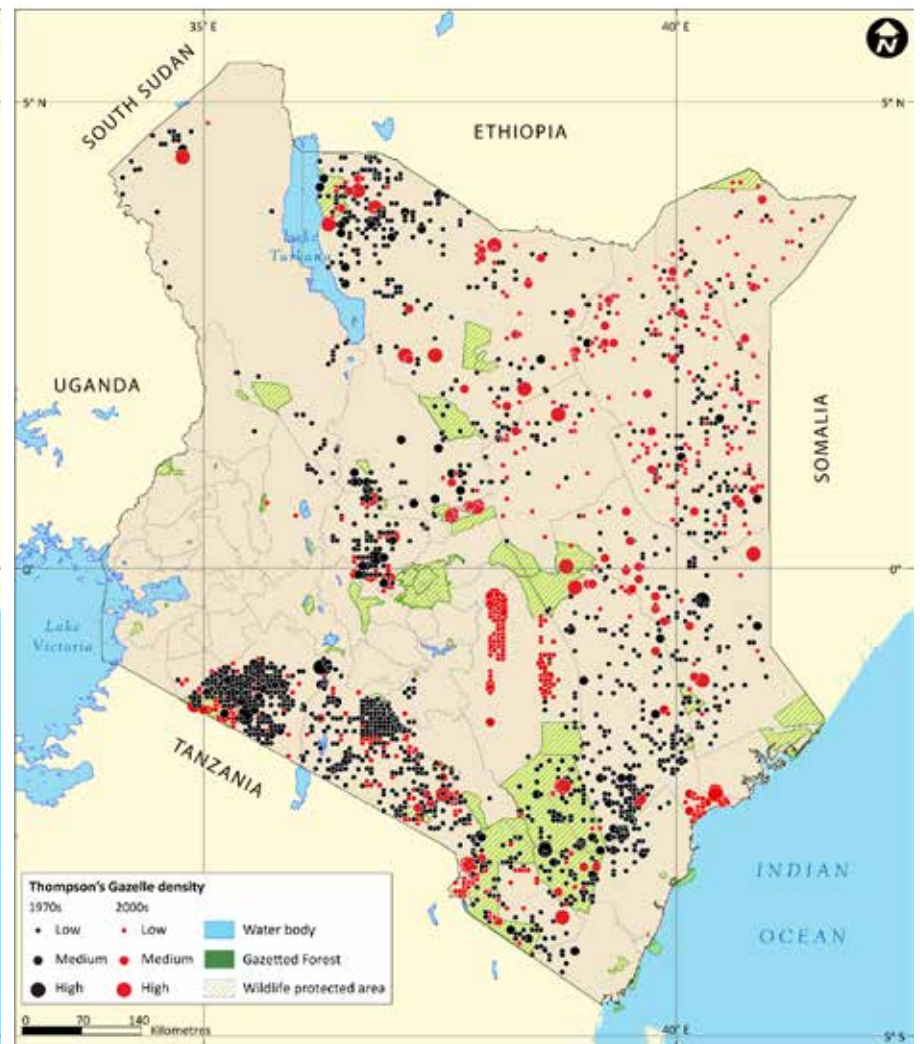 35° E
40° E
N
SOUTH SUDAN
5° N
5° N
ETHIOPIA
Lake
Turkana
UGANDA
SOMALIA
0°
0°
Lake
Victoria
TANZANIA
INDIAN
OCEAN
Thompson's Gazelle density
1970s 2000s
Low Low Water body
Medium Medium Gazetted Forest
High High Wildlife protected area
0 70 140
Kilometres
40° E
5° S